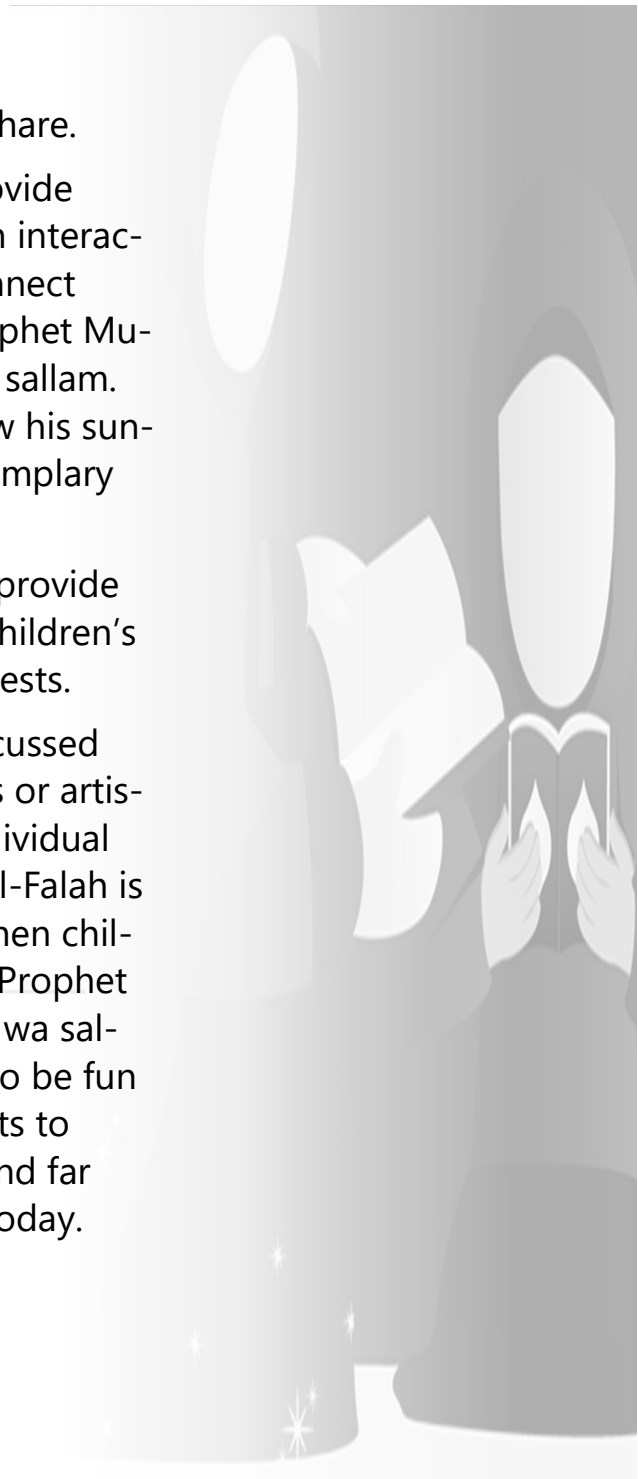 hare.
ovide
n interac-
nnect
phet Mu-
sallam.
w his sun-
mplary
provide
hildren's
ests.
cussed
s or artis-
dividual
l-Falah is
hen chil-
Prophet
wa sal-
o be fun
ts to
nd far
oday.